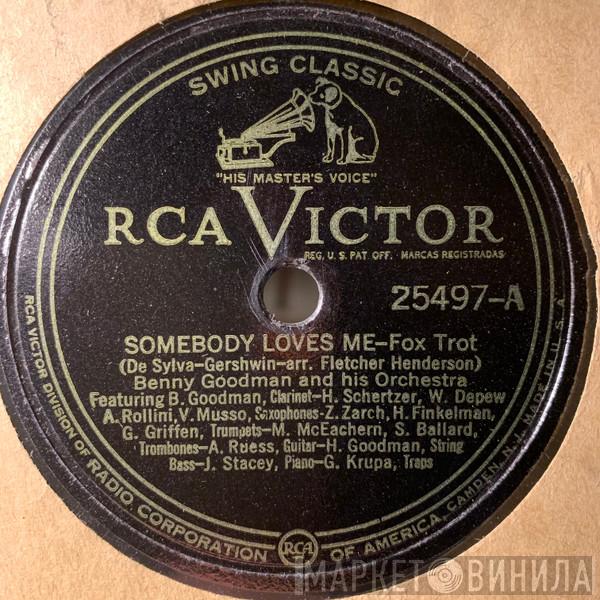 SWING CLASSIC
"HIS MASTER'S VOICE"
RCA VICTOR
REG. U. S. PAT. OFF. - MARCAS REGISTRADAS
25497-A
SOMEBODY LOVES ME-Fox Trot
(De Sylva-Gershwin-arr. Fletcher Henderson)
Benny Goodman and his Orchestra
Featuring B. Goodman, Clarinet-H. Schertzer, W. Depew
A. Rollini, V. Musso, Saxophones-Z. Zarch, H. Finkelman,
G. Griffen, Trumpets-M. McEachern, S. Ballard,
Trombones-A. Ruess, Guitar-H. Goodman, String
Bass-J. Stacey, Piano-G. Krupa, Traps
RCA VICTOR DIVISION OF RADIO CORPORATION OF AMERICA, CAMDEN, N. J. MADE IN U. S. A.
RCA
МАРКЕТ ВИНИЛА